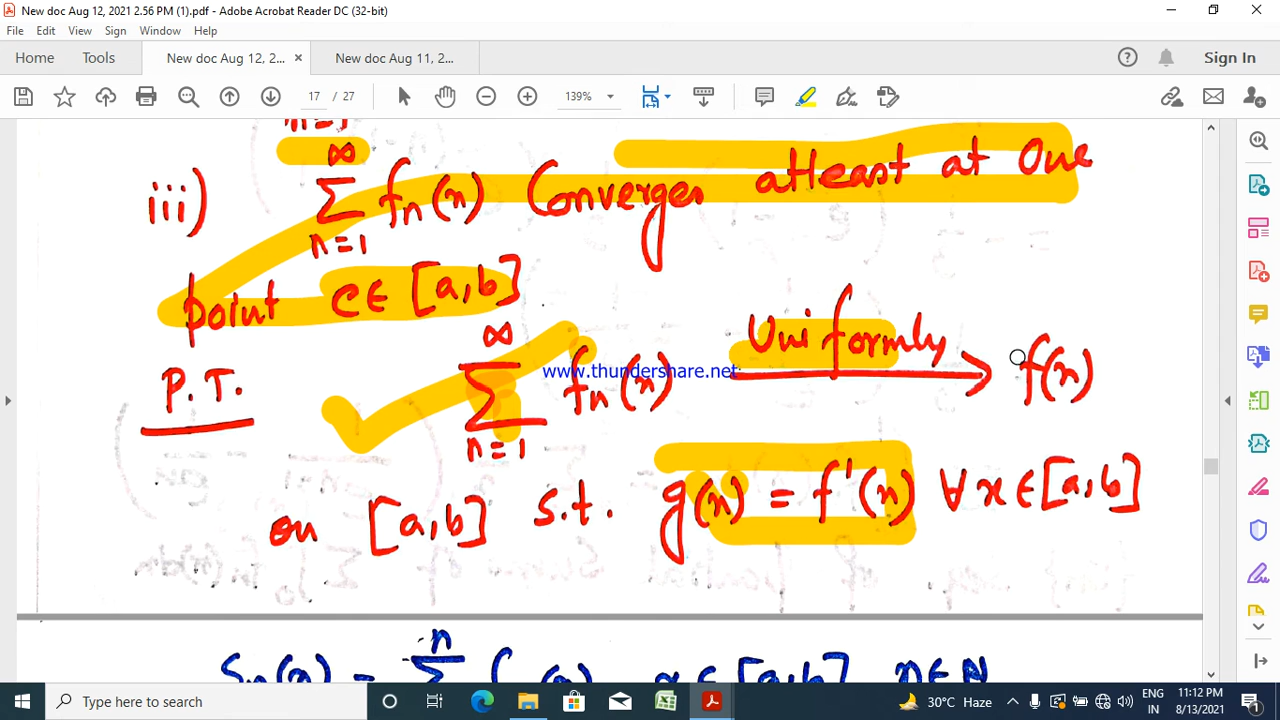 New doc Aug 12, 2021 2.56 PM (1).pdf - Adobe Acrobat Reader DC (32-bit)
File Edit View Sign Window Help
Home Tools New doc Aug 12, 2... × New doc Aug 11, 2... Sign In
17 / 27 139%
n=1
iii) ∞ Σ n=1 fn(x) Converges atleast at One
point c ∈ [a,b]
P.T. ∞ Σ n=1 fn(x) Uniformly → f(x)
www.thundershare.net
on [a,b] s.t. g(x) = f'(x) ∀ x ∈ [a,b]
Sn(x) = n Σ x ∈ [a,b] n ∈ N
Type here to search 30°C Haze ENG IN 11:12 PM 8/13/2021 1